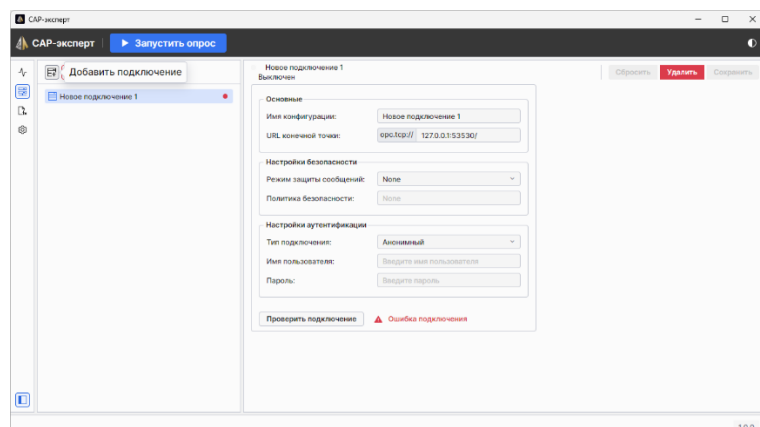 САР-эксперт
САР-эксперт
Запустить опрос
Добавить подключение
Новое подключение 1
Новое подключение 1
Выключен
Сбросить
Удалить
Сохранить
Основные
Имя конфигурации:
Новое подключение 1
URL конечной точки:
opc.tcp://
127.0.0.1:53530/
Настройки безопасности
Режим защиты сообщений:
None
Политика безопасности:
None
Настройки аутентификации
Тип подключения:
Анонимный
Имя пользователя:
Введите имя пользователя
Пароль:
Введите пароль
Проверить подключение
Ошибка подключения